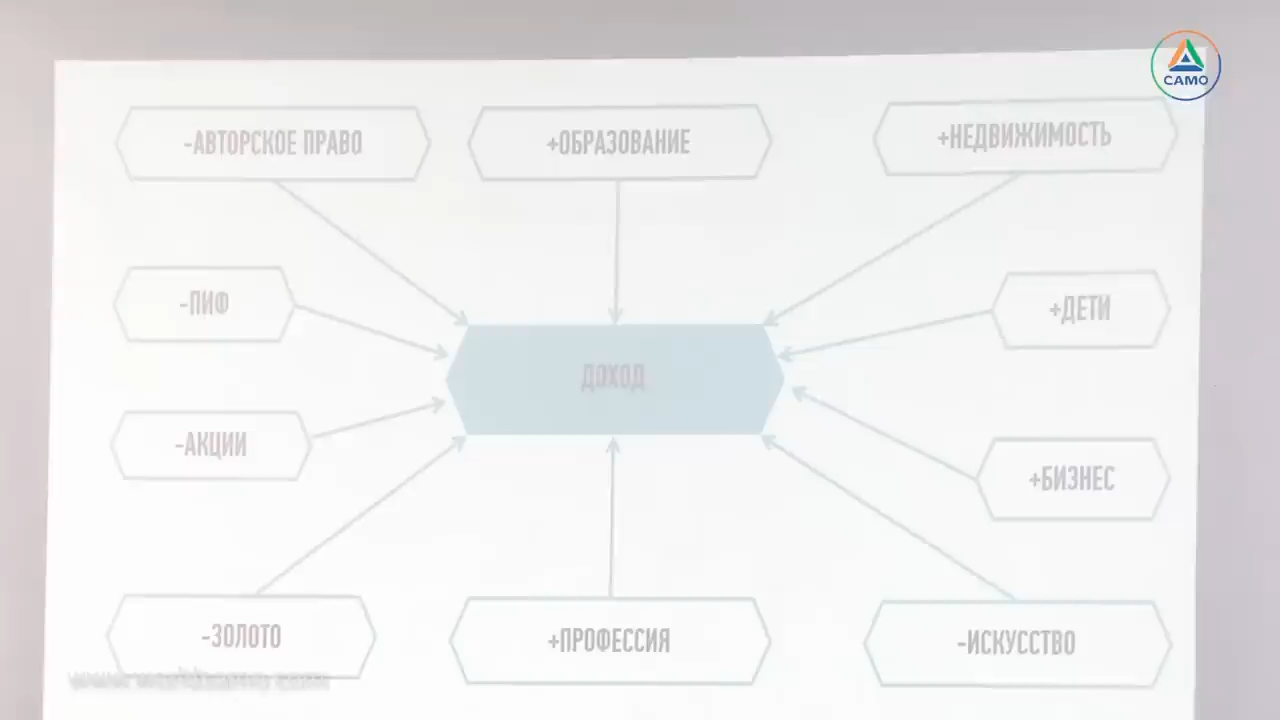 САМО
-АВТОРСКОЕ ПРАВО
+ОБРАЗОВАНИЕ
+НЕДВИЖИМОСТЬ
-ПИФ
+ДЕТИ
ДОХОД
-АКЦИИ
+БИЗНЕС
-ЗОЛОТО
+ПРОФЕССИЯ
-ИСКУССТВО